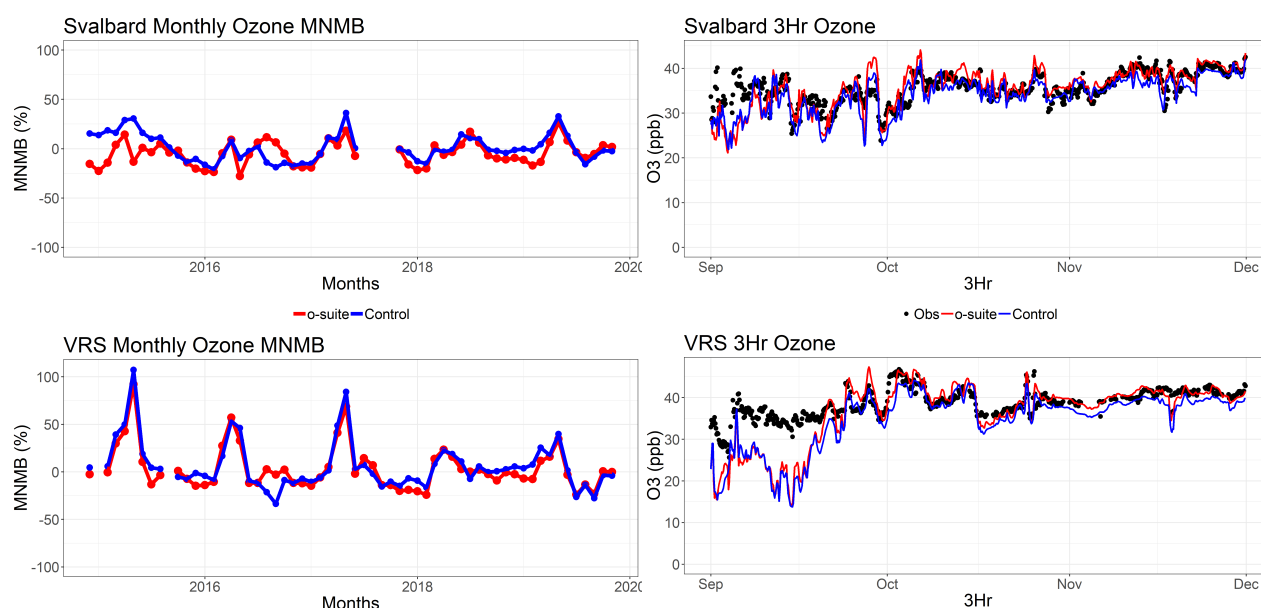 Svalbard Monthly Ozone MNMB
MNMB (%)
100
50
0
-50
-100
2016
2018
2020
Months
o-suite Control
Svalbard 3Hr Ozone
O3 (ppb)
40
30
20
10
0
Sep
Oct
Nov
Dec
3Hr
Obs o-suite Control
VRS Monthly Ozone MNMB
MNMB (%)
100
50
0
-50
-100
2016
2018
2020
Months
VRS 3Hr Ozone
O3 (ppb)
40
30
20
10
0
Sep
Oct
Nov
Dec
3Hr